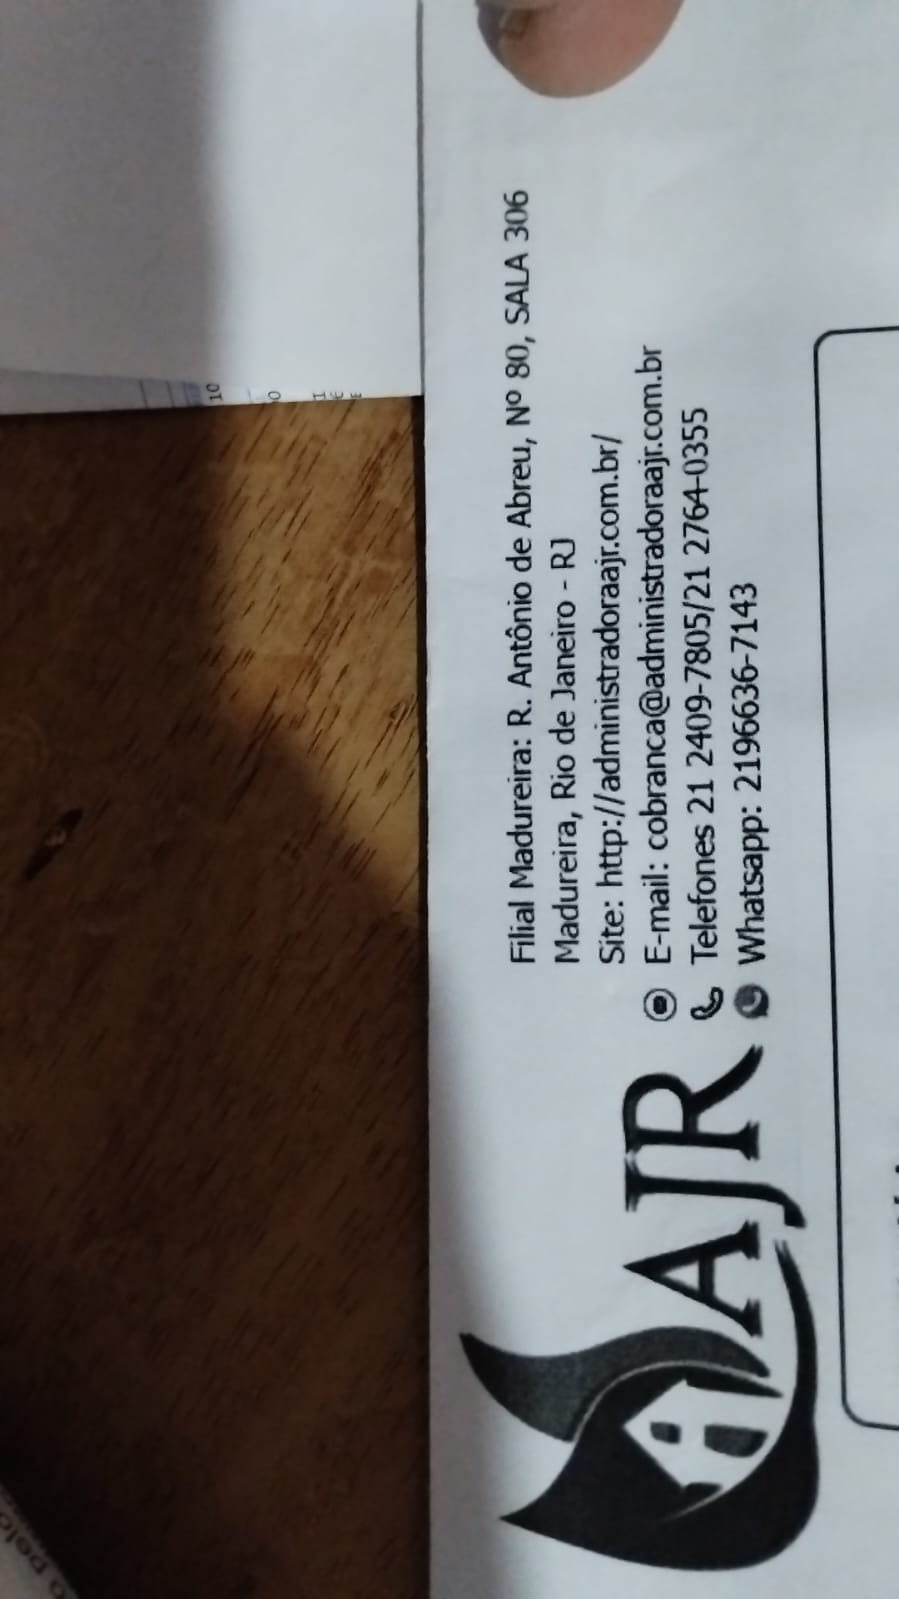 Filial Madureira: R. Antônio de Abreu, Nº 80, SALA 306
Madureira, Rio de Janeiro - RJ
Site: http://administradoraajr.com.br/
E-mail: cobranca@administradoraajr.com.br
Telefones 21 2409-7805/21 2764-0355
Whatsapp: 2196636-7143
AJR
10